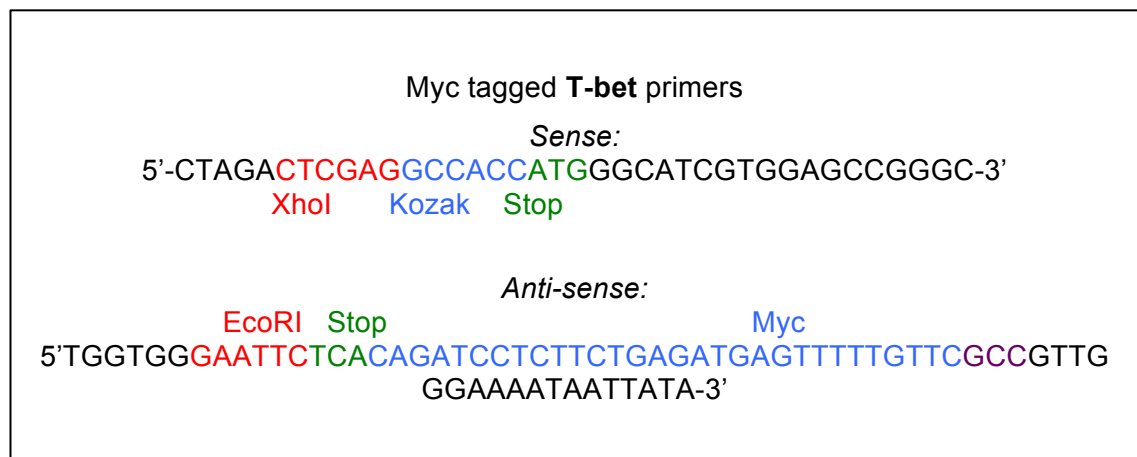 Myc tagged T-bet primers
Sense:
5’-CTAGACTCGAGGCCACCATGGGCATCGTGGAGCCGGGC-3’
XhoI Kozak Stop
Anti-sense:
EcoRI Stop Myc
5’TGGTGGGAATTCTCACAGATCCTCTTCTGAGATGAGTTTTTGTTCGCCGTTG
GGAAAATAATTATA-3’